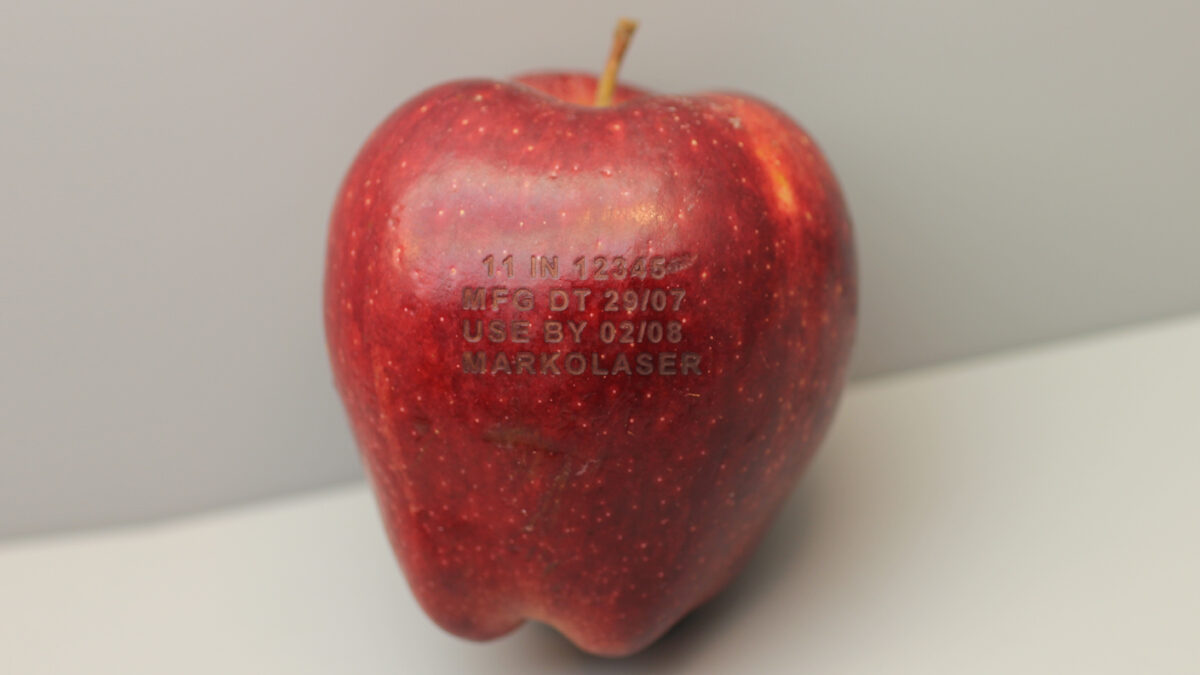 11 IN 12345
MFG DT 29/07
USE BY 02/08
MARKOLASER